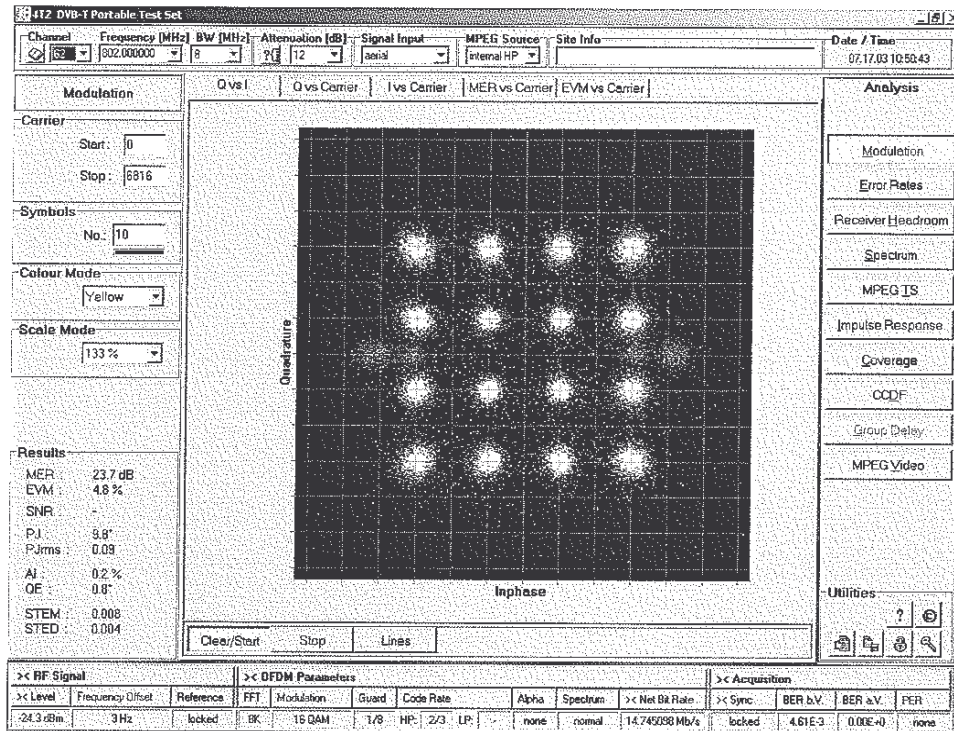 412 DVB-T Portable Test Set
Channel Frequency [MHz] BW [MHz] Attenuation [dB] Signal Input MPEG Source Site Info Date / Time
62 802.000000 8 12 aerial internal HP 07.17.03 10:50:43
Modulation
Q vs I Q vs Carrier I vs Carrier MER vs Carrier EVM vs Carrier
Analysis
Carrier
Start: 0
Stop: 6816
Symbols
No.: 10
Colour Mode
Yellow
Scale Mode
133 %
Results
MER: 23.7 dB
EVM: 4.8 %
SNR: -
PJ: 9.8°
PJrms: 0.09
AI: 0.2 %
QE: 0.8°
STEM: 0.008
STED: 0.004
Quadrature
Inphase
Clear/Start Stop Lines
Modulation
Error Rates
Receiver Headroom
Spectrum
MPEG TS
Impulse Response
Coverage
CCDF
Group Delay
MPEG Video
Utilities
?
>< RF Signal >< OFDM Parameters >< Acquisition
>< Level Frequency Offset Reference FFT Modulation Guard Code Rate Alpha Spectrum >< Net Bit Rate >< Sync BER b.V. BER a.V. PER
-24.3 dBm 3 Hz locked 8K 16 QAM 1/8 HP: 2/3 LP: - none normal 14.745098 Mb/s locked 4.61E-3 0.00E+0 none